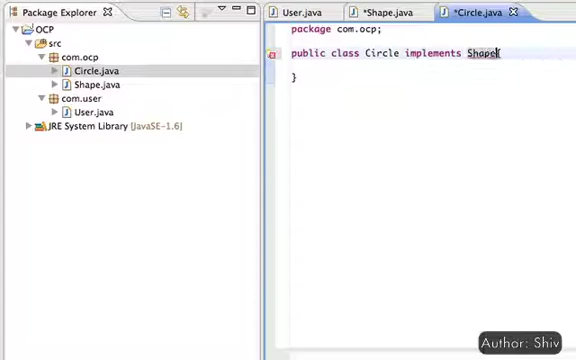 Package Explorer
User.java
*Shape.java
*Circle.java
OCP
src
com.ocp
Circle.java
Shape.java
com.user
User.java
JRE System Library [JavaSE-1.6]
package com.ocp;
public class Circle implements Shape
}
Author: Shiv